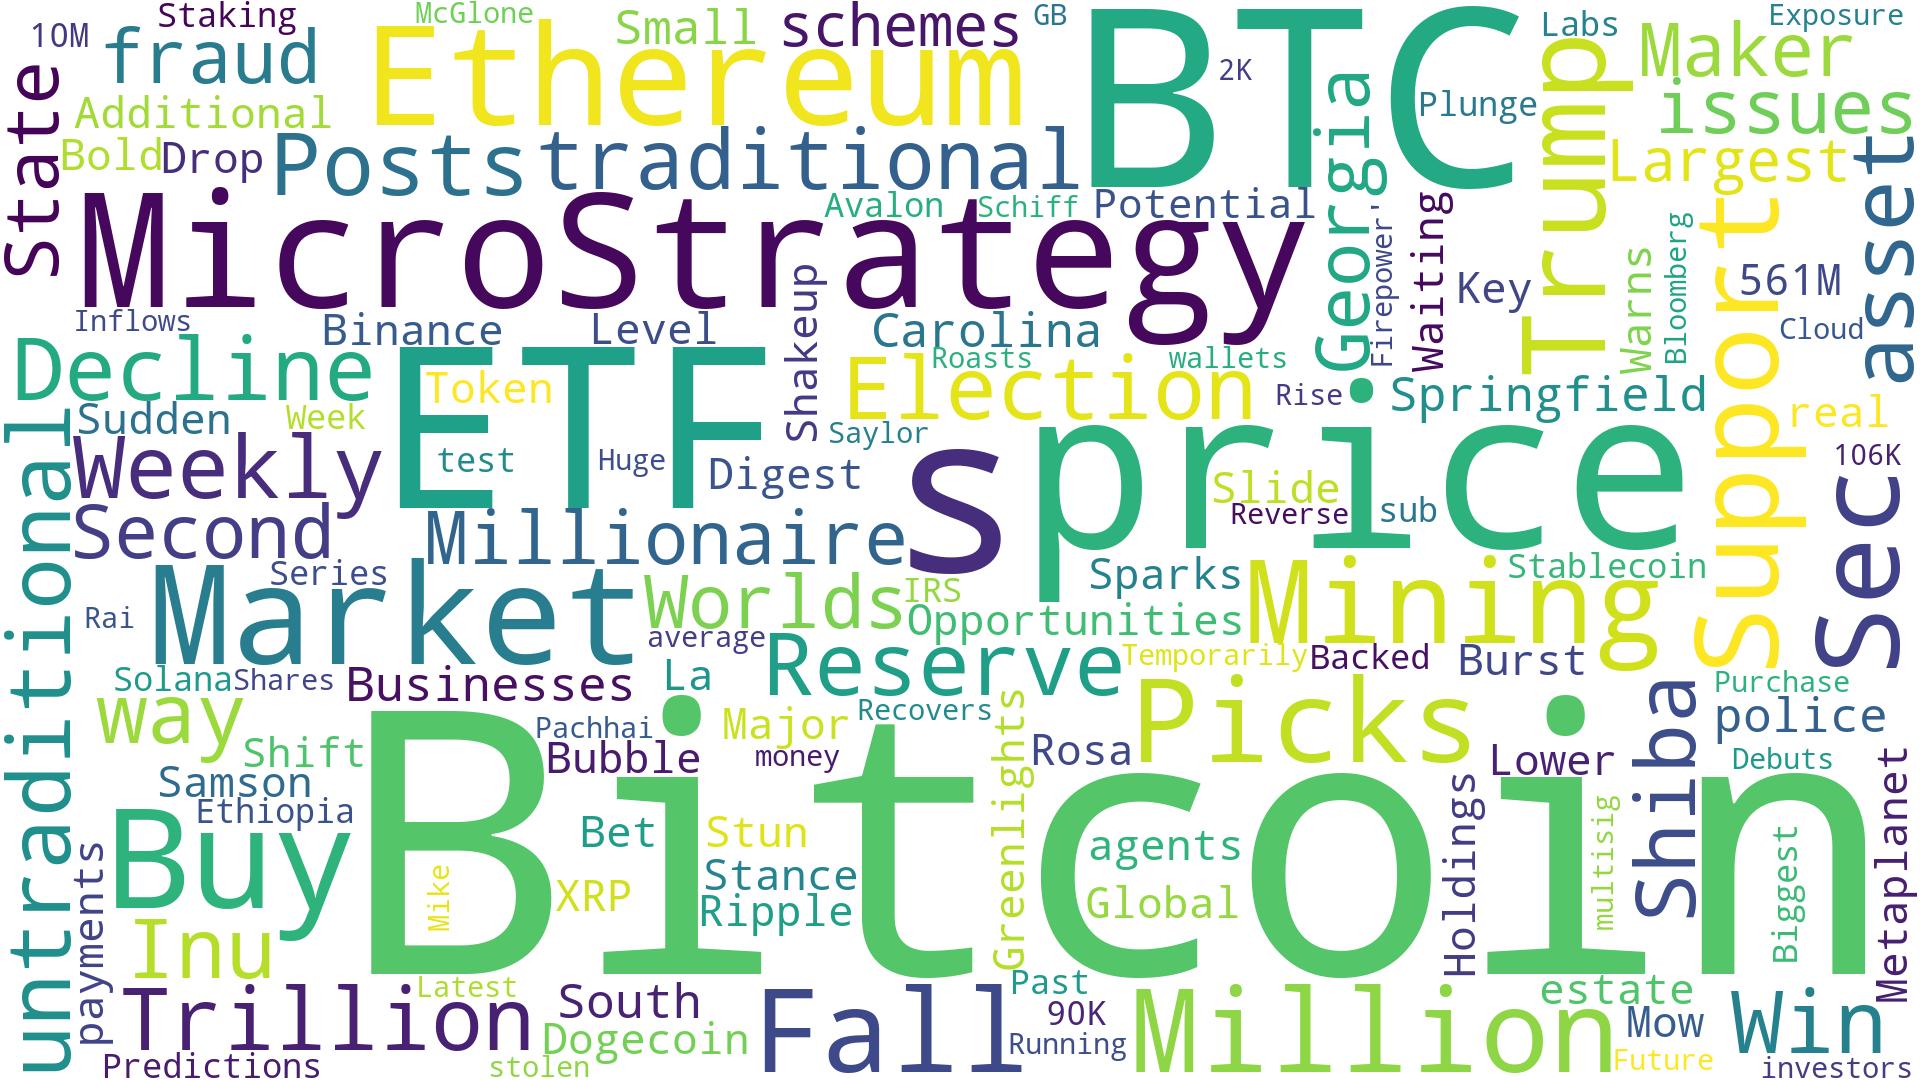 Staking
McGlone
Small
schemes
GB
BTC
Labs
Exposure
10M
fraud
Ethereum
2K
Trump
Maker
State
Additional
Georgia
Plunge
issues
Bold
Drop
Posts
traditional
Largest
asset
MicroStrategy
Avalon
Schiff
Potential
Firepower'
Waiting
Key
Warns
Bloomberg
Support
561M
Inflows
Binance
Level
Shakeup
Carolina
Cloud
Decline
ETF
Token
Roasts
wallets
Election
Rise
Springfield
real
untraditional
Sudden
Week
Saylor
s
price
106K
Weekly
test
Huge
Digest
Slide
Reverse
sub
Sec
Second
Millionaire
Market
Series
Worlds
IRS
Sparks
Mining
Stablecoin
Rai
average
Opportunities
Solana
Shares
Businesses
La
Reserve
Temporarily
Backed
Burst
way
Shift
Pachhai
Major
Recovers
Greenlights
Rosa
Picks
Shiba
Purchase
police
Samson
Bubble
money
Lower
Debuts
Metaplanet
Ethiopia
Buy
Bitcoin
Mike
Bet
Stun
XRP
Stance
Ripple
agents
Global
Holdings
multisig
Biggest
payments
Inu
Trillion
Latest
South
Fall
Past
90K
Million
estate
Mow
Win
Predictions
stolen
Dogecoin
Running
Future
investors